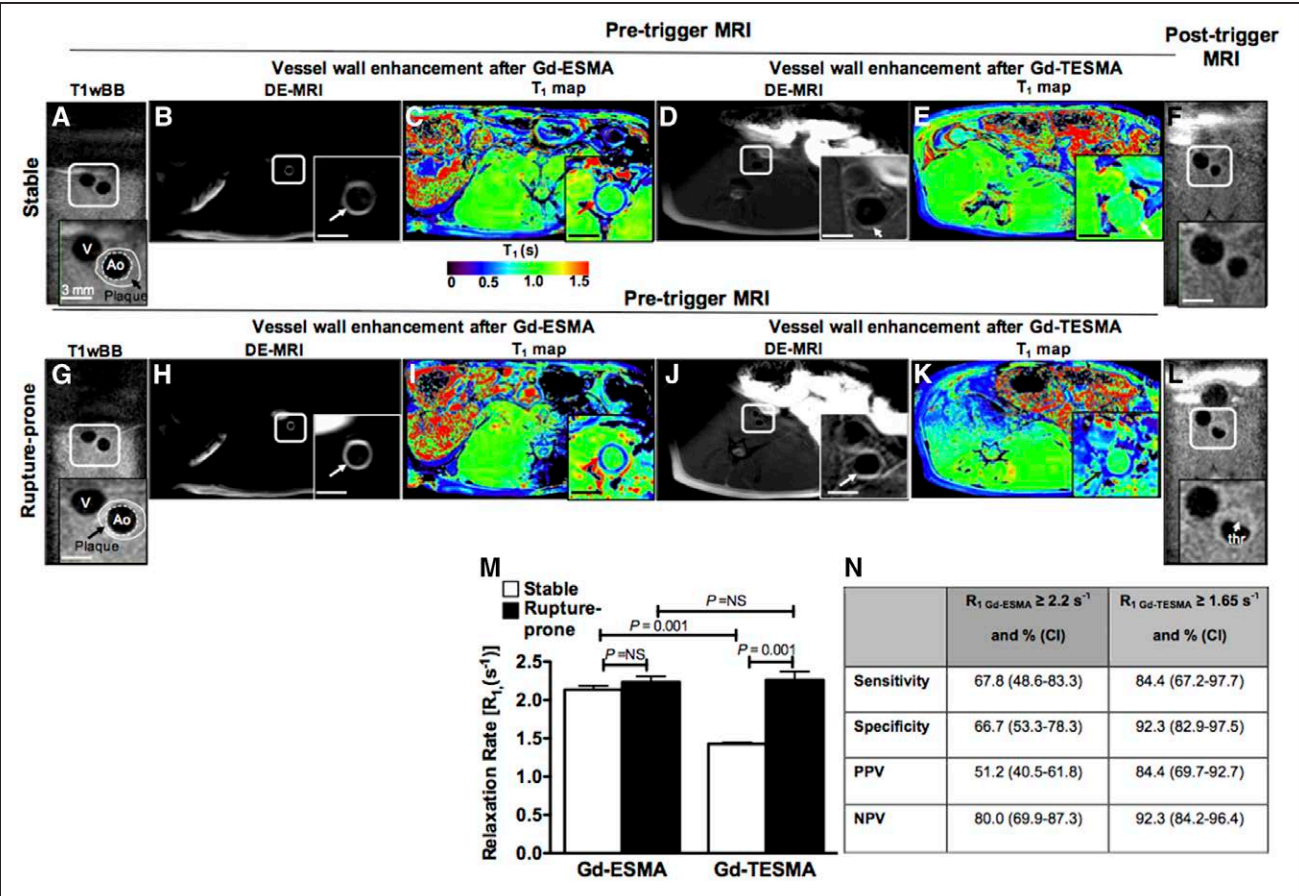 Pre-trigger MRI
Post-trigger
MRI
Vessel wall enhancement after Gd-ESMA
Vessel wall enhancement after Gd-TESMA
T1wBB
DE-MRI
T₁ map
DE-MRI
T₁ map
A
B
C
D
E
F
Stable
V
Ao
3 mm
Plaque
T₁ (s)
0 0.5 1.0 1.5
Pre-trigger MRI
Vessel wall enhancement after Gd-ESMA
Vessel wall enhancement after Gd-TESMA
T1wBB
DE-MRI
T₁ map
DE-MRI
T₁ map
G
H
I
J
K
L
Rupture-prone
V
Ao
Plaque
thr
M
Stable
Rupture-
prone
P =NS
P = 0.001
P =NS
P = 0.001
Relaxation Rate [R₁,(s⁻¹)]
2.5
2.0
1.5
1.0
0.5
0.0
Gd-ESMA
Gd-TESMA
N
R₁ Gd-ESMA ≥ 2.2 s⁻¹
and % (CI)
R₁ Gd-TESMA ≥ 1.65 s⁻¹
and % (CI)
Sensitivity 67.8 (48.6-83.3) 84.4 (67.2-97.7)
Specificity 66.7 (53.3-78.3) 92.3 (82.9-97.5)
PPV 51.2 (40.5-61.8) 84.4 (69.7-92.7)
NPV 80.0 (69.9-87.3) 92.3 (84.2-96.4)